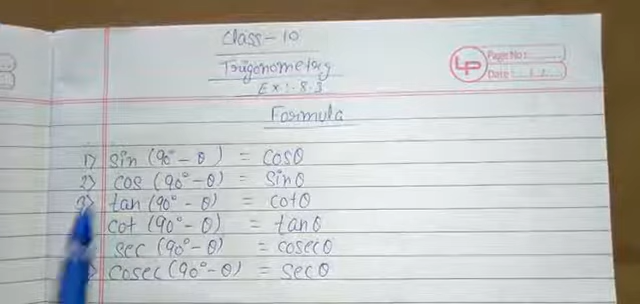 Class-10
Trigonometry
Ex:-8.3
LP
Page No:
Date:
Formula
1) sin (90°-θ) = cosθ
2) cos (90°-θ) = sinθ
3) tan (90°-θ) = cotθ
cot (90°-θ) = tanθ
sec (90°-θ) = cosecθ
cosec (90°-θ) = secθ